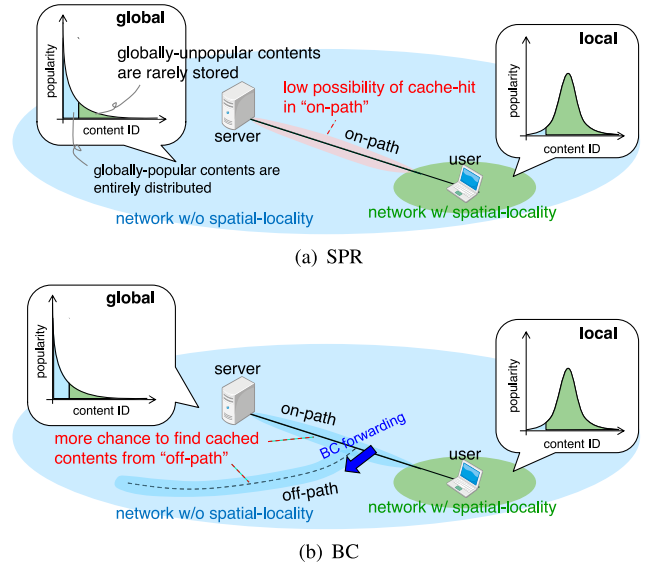 global
popularity
globally-unpopular contents
are rarely stored
content ID
globally-popular contents are
entirely distributed
server
low possibility of cache-hit
in "on-path"
on-path
local
popularity
content ID
user
network w/ spatial-locality
network w/o spatial-locality
(a) SPR
global
popularity
content ID
server
on-path
more chance to find cached
contents from "off-path"
BC forwarding
off-path
local
popularity
content ID
user
network w/ spatial-locality
network w/o spatial-locality
(b) BC